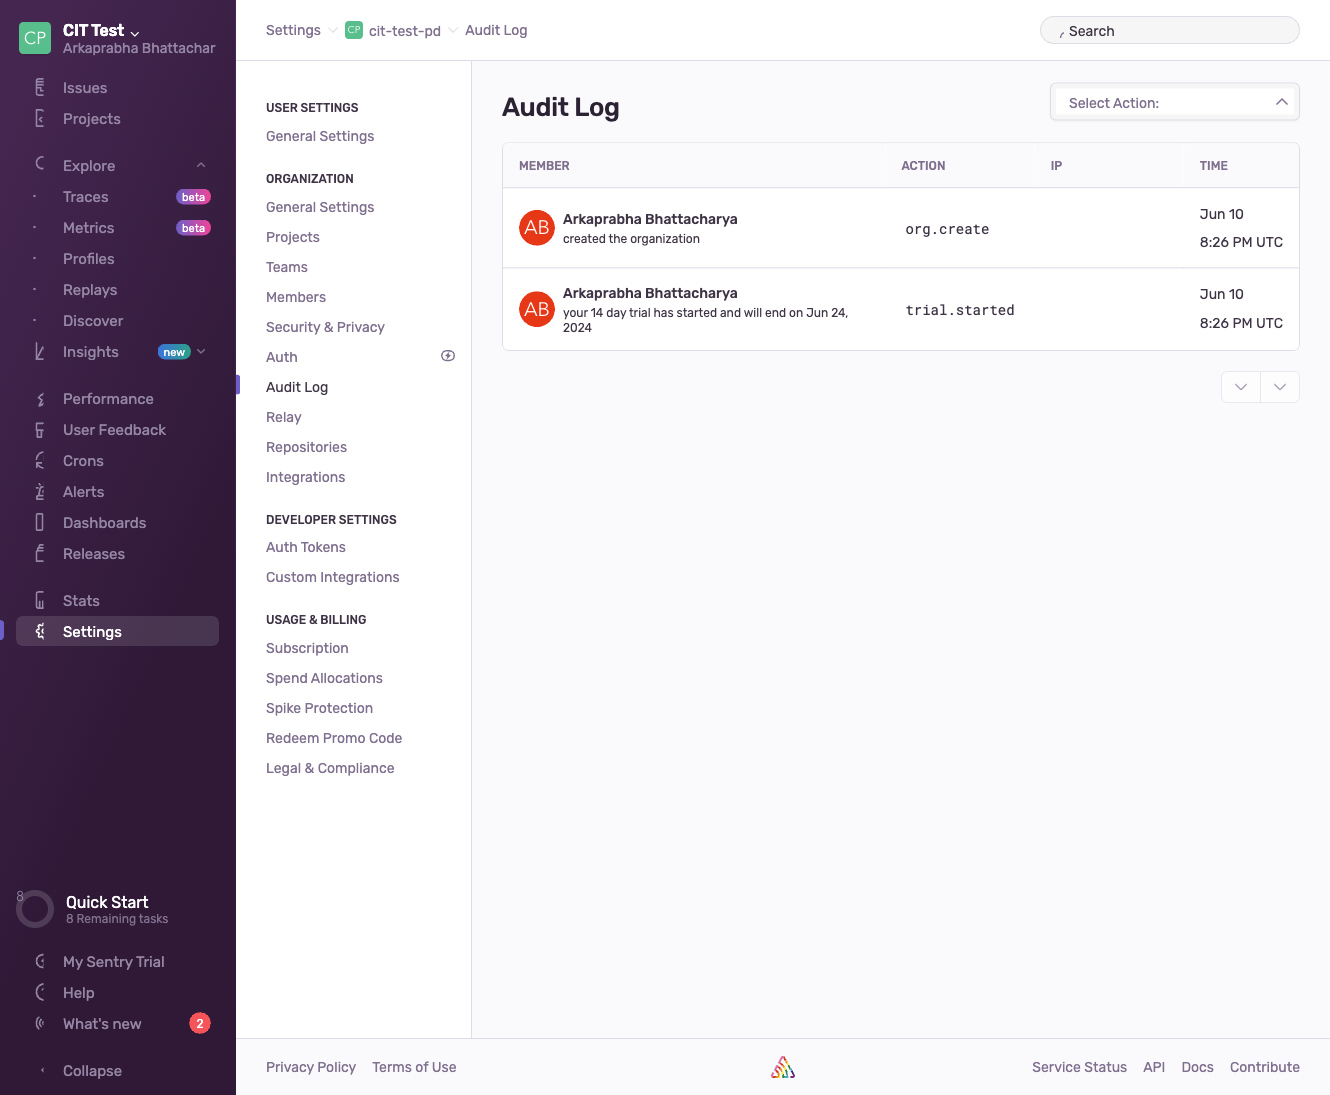 CP
CIT Test
Arkaprabha Bhattachar
Issues
Projects
Explore
Traces beta
Metrics beta
Profiles
Replays
Discover
Insights new
Performance
User Feedback
Crons
Alerts
Dashboards
Releases
Stats
Settings
8
Quick Start
8 Remaining tasks
My Sentry Trial
Help
What's new 2
Collapse
Settings CP cit-test-pd Audit Log
Search
USER SETTINGS
General Settings
ORGANIZATION
General Settings
Projects
Teams
Members
Security & Privacy
Auth
Audit Log
Relay
Repositories
Integrations
DEVELOPER SETTINGS
Auth Tokens
Custom Integrations
USAGE & BILLING
Subscription
Spend Allocations
Spike Protection
Redeem Promo Code
Legal & Compliance
Audit Log
Select Action:
MEMBER ACTION IP TIME
AB
Arkaprabha Bhattacharya
created the organization
org.create
Jun 10
8:26 PM UTC
AB
Arkaprabha Bhattacharya
your 14 day trial has started and will end on Jun 24,
2024
trial.started
Jun 10
8:26 PM UTC
Privacy Policy Terms of Use
Service Status API Docs Contribute